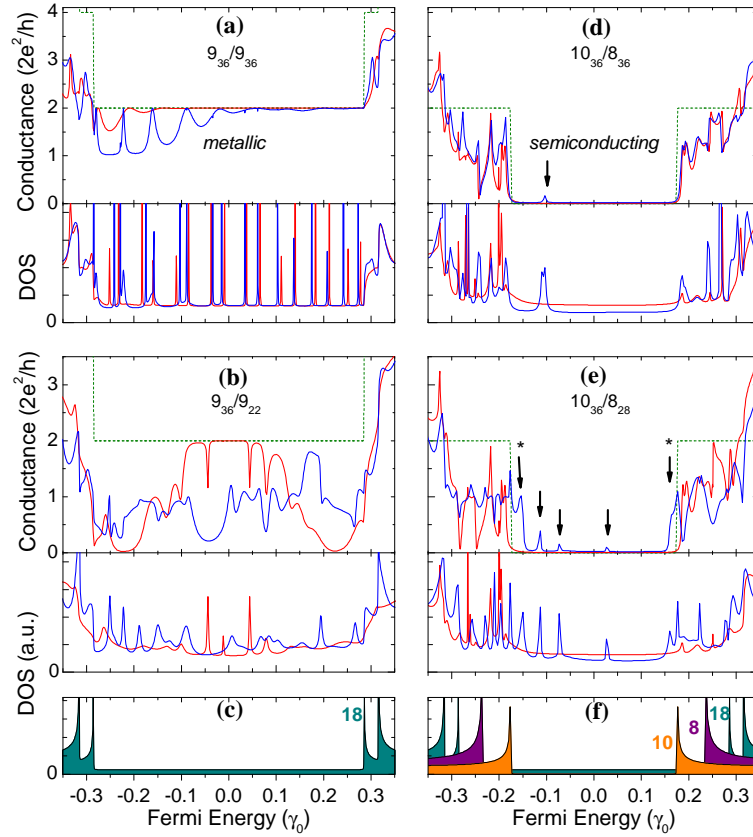 (a)
9₃₆/9₃₆
metallic
Conductance (2e²/h)
4
3
2
1
0
DOS
0
(d)
10₃₆/8₃₆
semiconducting
(b)
9₃₆/9₂₂
Conductance (2e²/h)
3
2
1
0
DOS (a.u.)
0
(e)
10₃₆/8₂₈
*
*
(c)
18
0
-0.3 -0.2 -0.1 0.0 0.1 0.2 0.3
Fermi Energy (γ₀)
(f)
10
8
18
-0.3 -0.2 -0.1 0.0 0.1 0.2 0.3
Fermi Energy (γ₀)